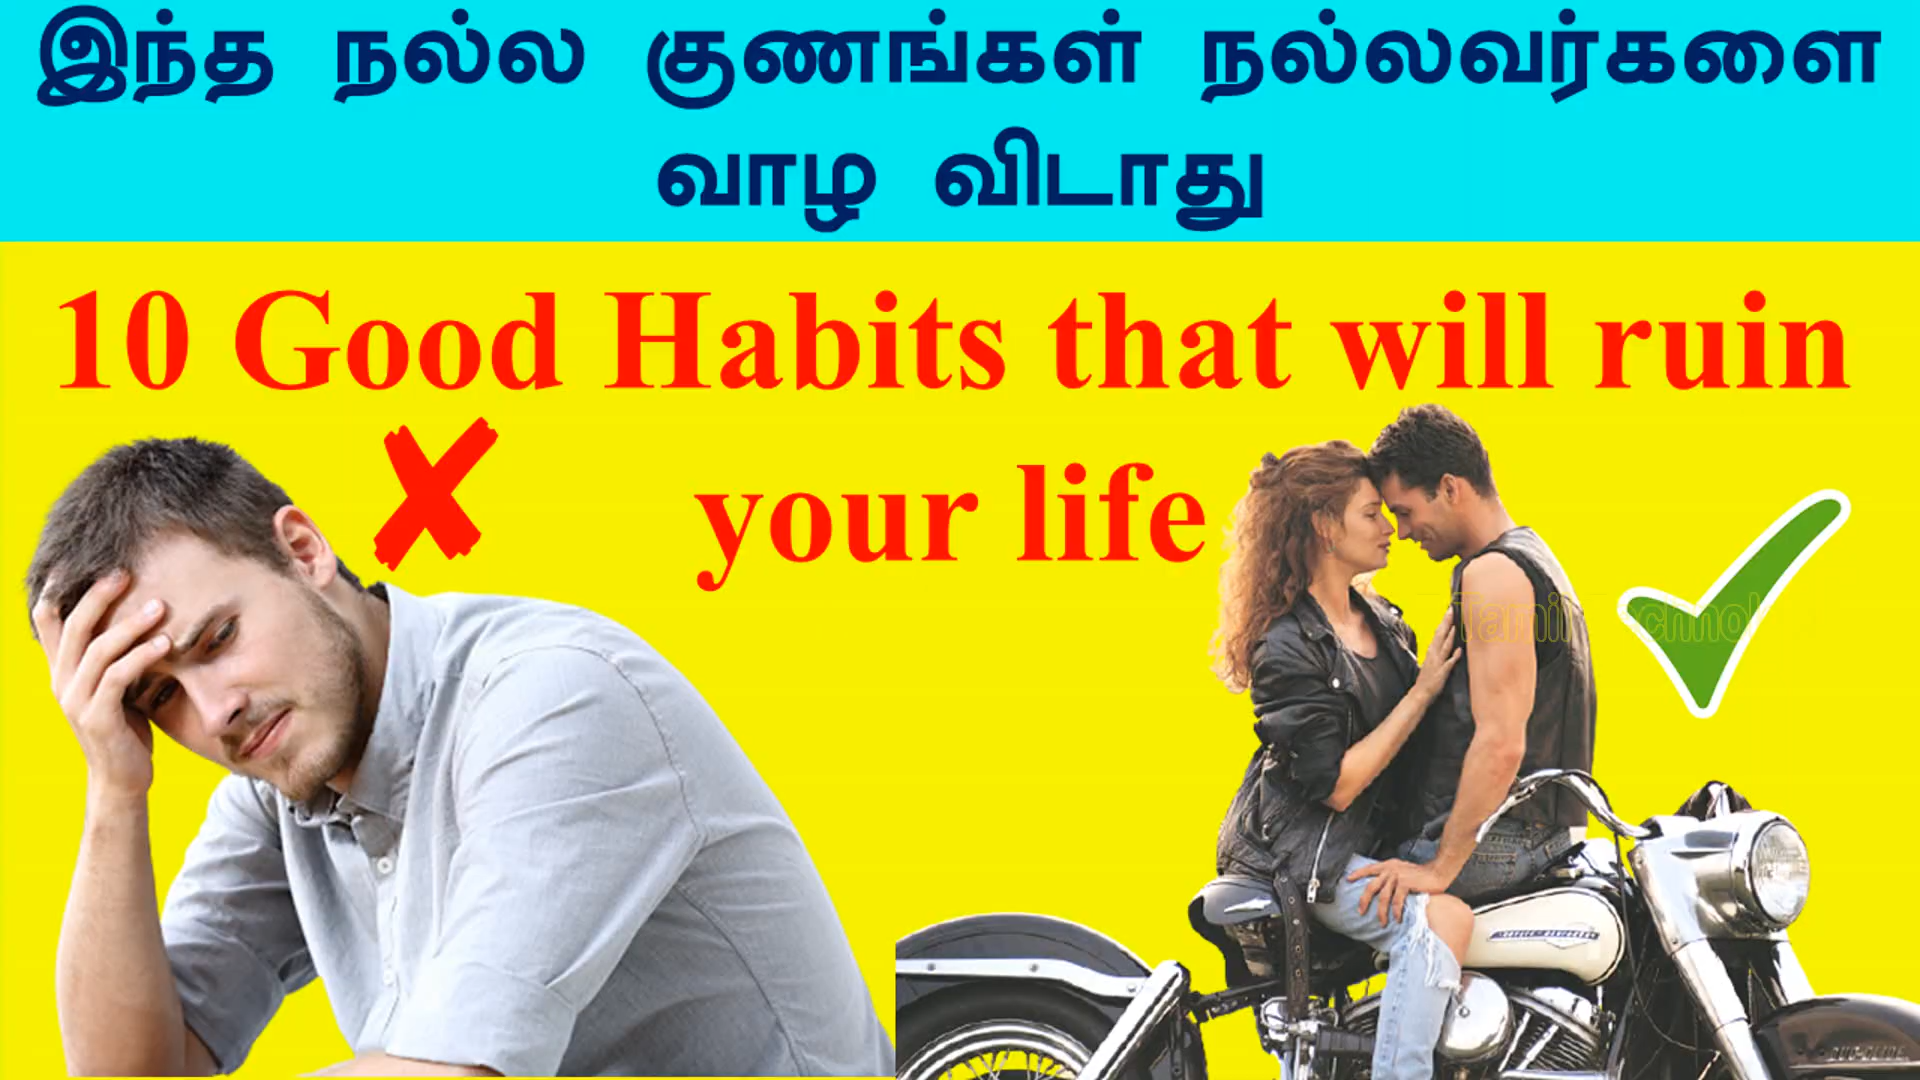 இந்த நல்ல குணங்கள் நல்லவர்களை
வாழ விடாது
10 Good Habits that will ruin
your life